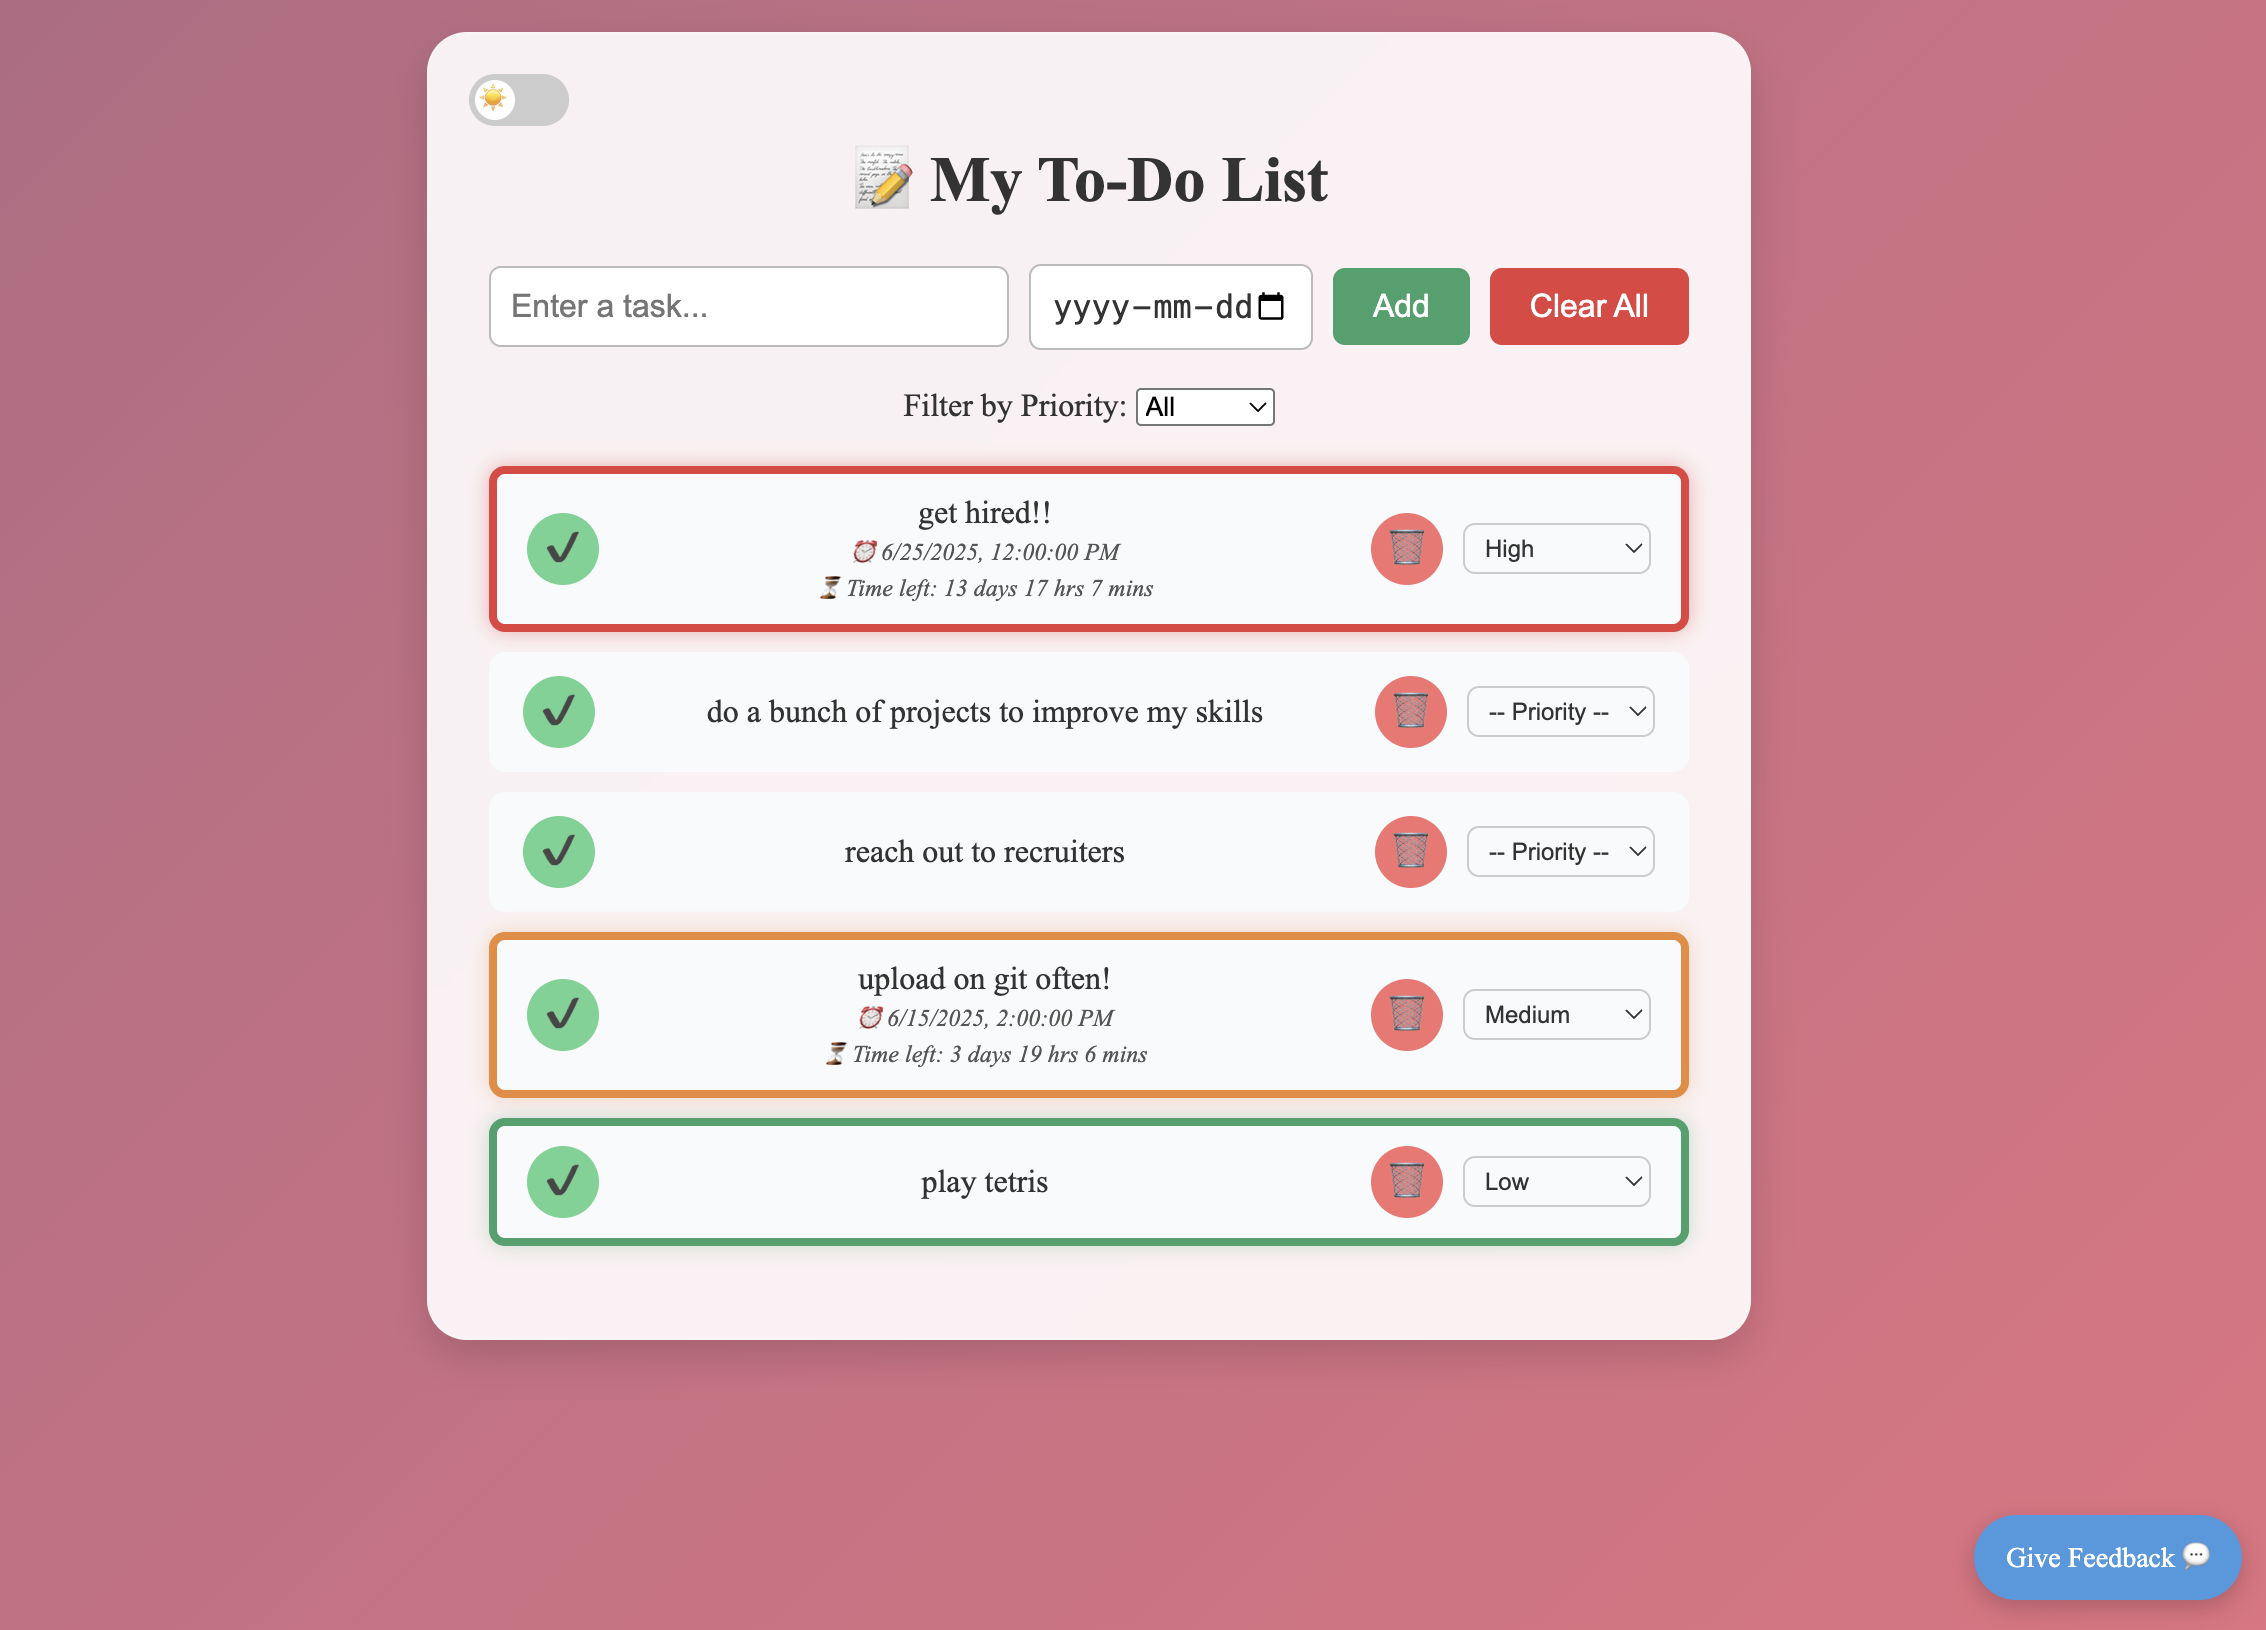 My To-Do List
Enter a task...
yyyy-mm-dd
Add
Clear All
Filter by Priority: All
get hired!!
6/25/2025, 12:00:00 PM
Time left: 13 days 17 hrs 7 mins
High
do a bunch of projects to improve my skills
-- Priority --
reach out to recruiters
-- Priority --
upload on git often!
6/15/2025, 2:00:00 PM
Time left: 3 days 19 hrs 6 mins
Medium
play tetris
Low
Give Feedback